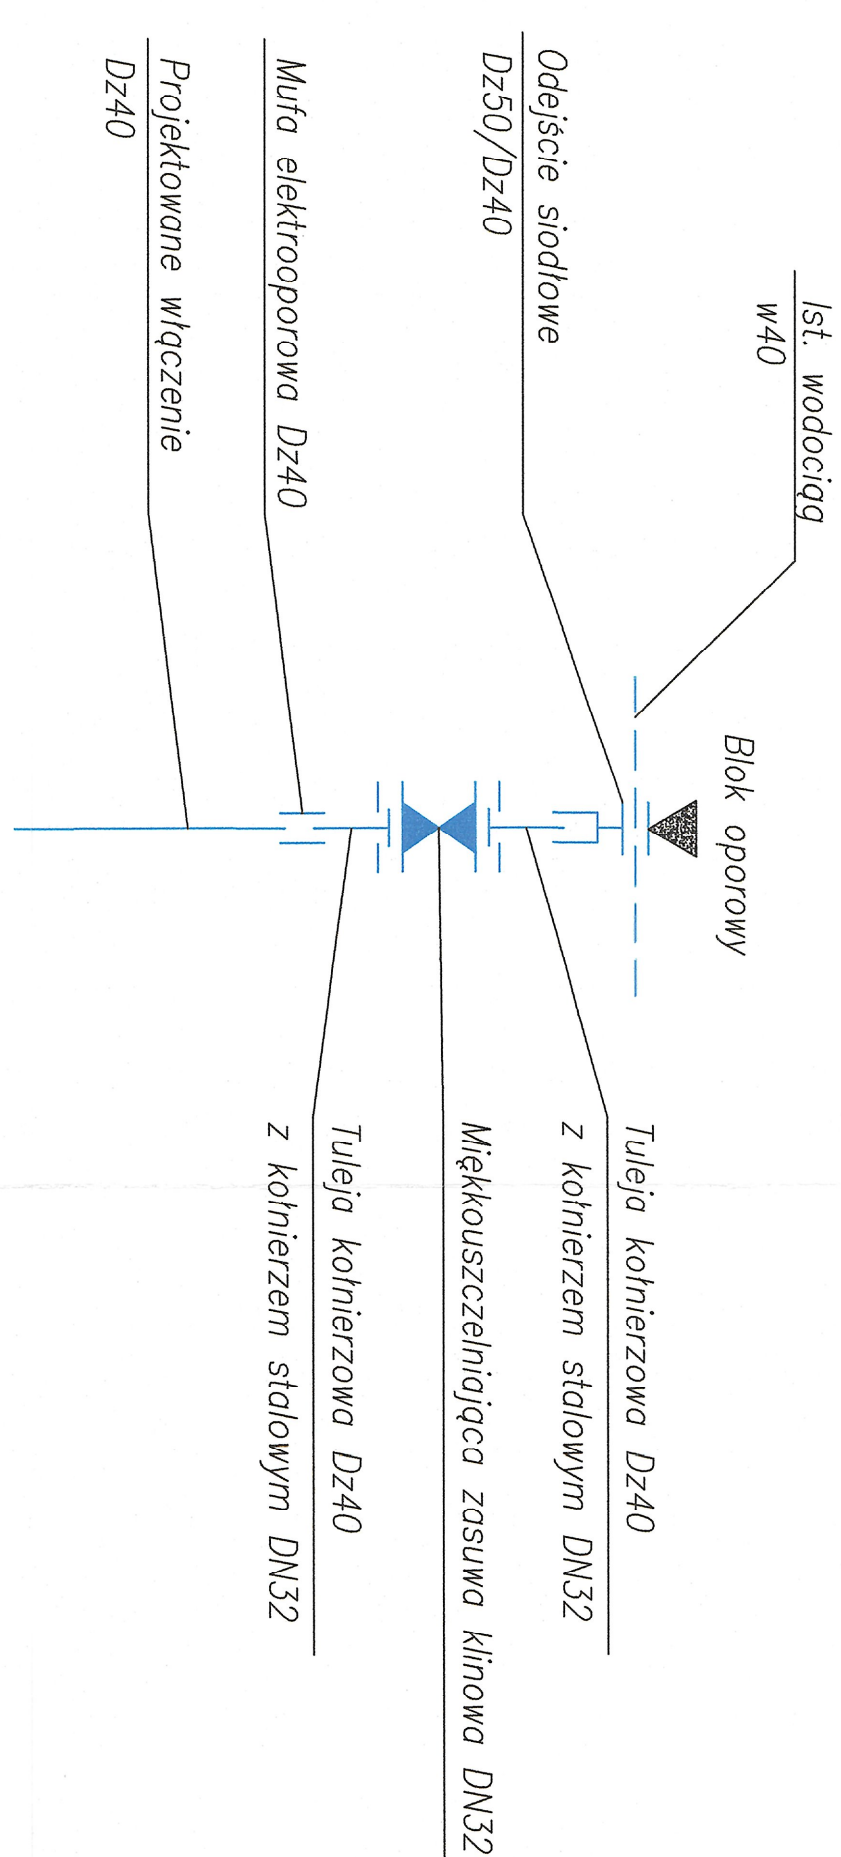 Ist. wodociąg
w40
Blok oporowy
Odejście siodłowe
Dz50/Dz40
Tuleja kołnierzowa Dz40
z kołnierzem stalowym DN32
Miękkouszczelniająca zasuwa klinowa DN32
Mufa elektrooporowa Dz40
Tuleja kołnierzowa Dz40
z kołnierzem stalowym DN32
Projektowane włączenie
Dz40